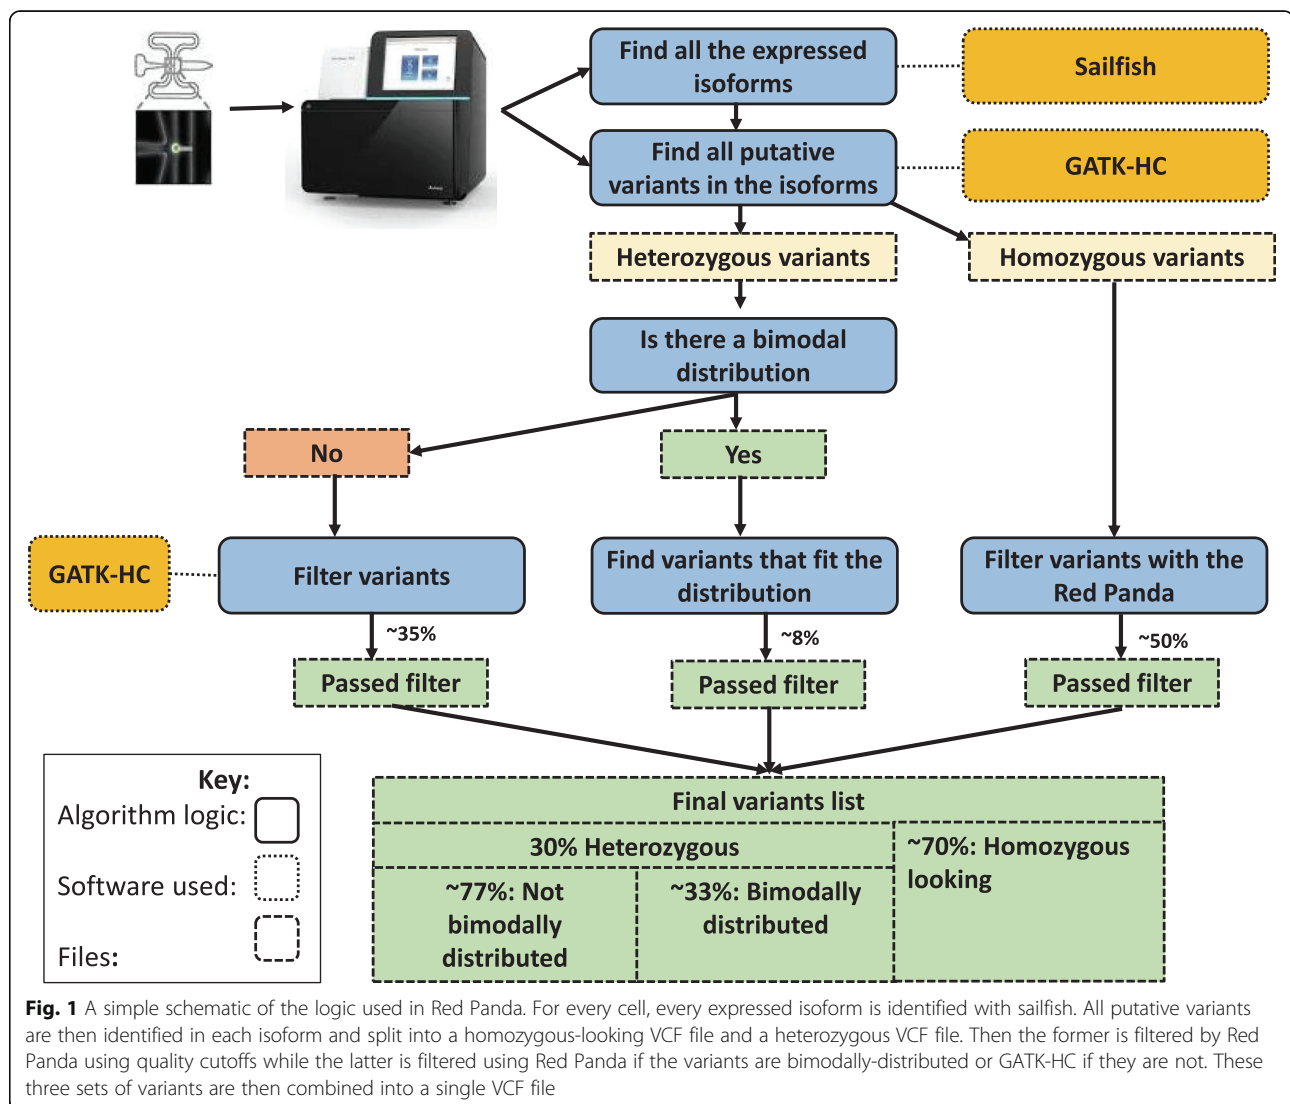 Find all the expressed
isoforms
Sailfish
Find all putative
variants in the isoforms
GATK-HC
Heterozygous variants
Homozygous variants
Is there a bimodal
distribution
No
Yes
GATK-HC
Filter variants
Find variants that fit the
distribution
Filter variants with the
Red Panda
~35%
~8%
~50%
Passed filter
Passed filter
Passed filter
Key:
Algorithm logic:
Software used:
Files:
Final variants list
30% Heterozygous
~70%: Homozygous
looking
~77%: Not
bimodally
distributed
~33%: Bimodally
distributed
Fig. 1 A simple schematic of the logic used in Red Panda. For every cell, every expressed isoform is identified with sailfish. All putative variants
are then identified in each isoform and split into a homozygous-looking VCF file and a heterozygous VCF file. Then the former is filtered by Red
Panda using quality cutoffs while the latter is filtered using Red Panda if the variants are bimodally-distributed or GATK-HC if they are not. These
three sets of variants are then combined into a single VCF file